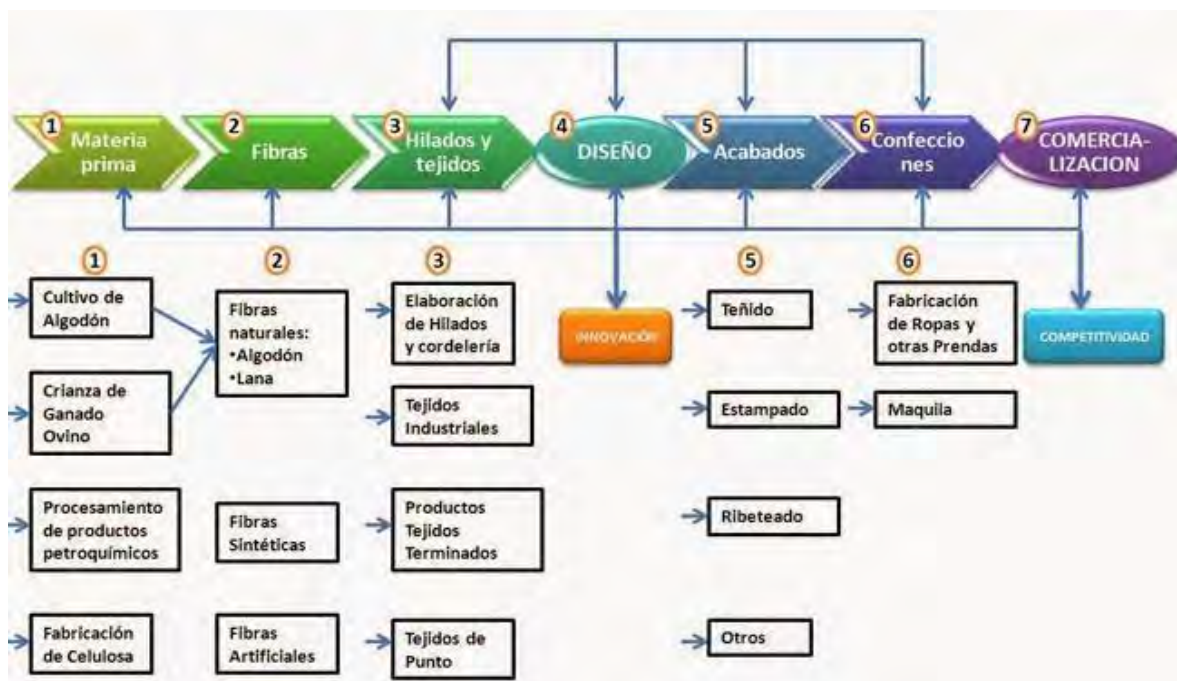 1
Materia
prima
2
Fibras
3
Hilados y
tejidos
4
DISEÑO
5
Acabados
6
Confeccio
nes
7
COMERCIA-
LIZACION
1
Cultivo de
Algodón
Crianza de
Ganado
Ovino
Procesamiento
de productos
petroquímicos
Fabricación
de Celulosa
2
Fibras
naturales:
•Algodón
•Lana
Fibras
Sintéticas
Fibras
Artificiales
3
Elaboración
de Hilados
y cordelería
Tejidos
Industriales
Productos
Tejidos
Terminados
Tejidos de
Punto
INNOVACIÓN
5
Teñido
Estampado
Ribeteado
Otros
6
Fabricación
de Ropas y
otras Prendas
Maquila
COMPETITIVIDAD